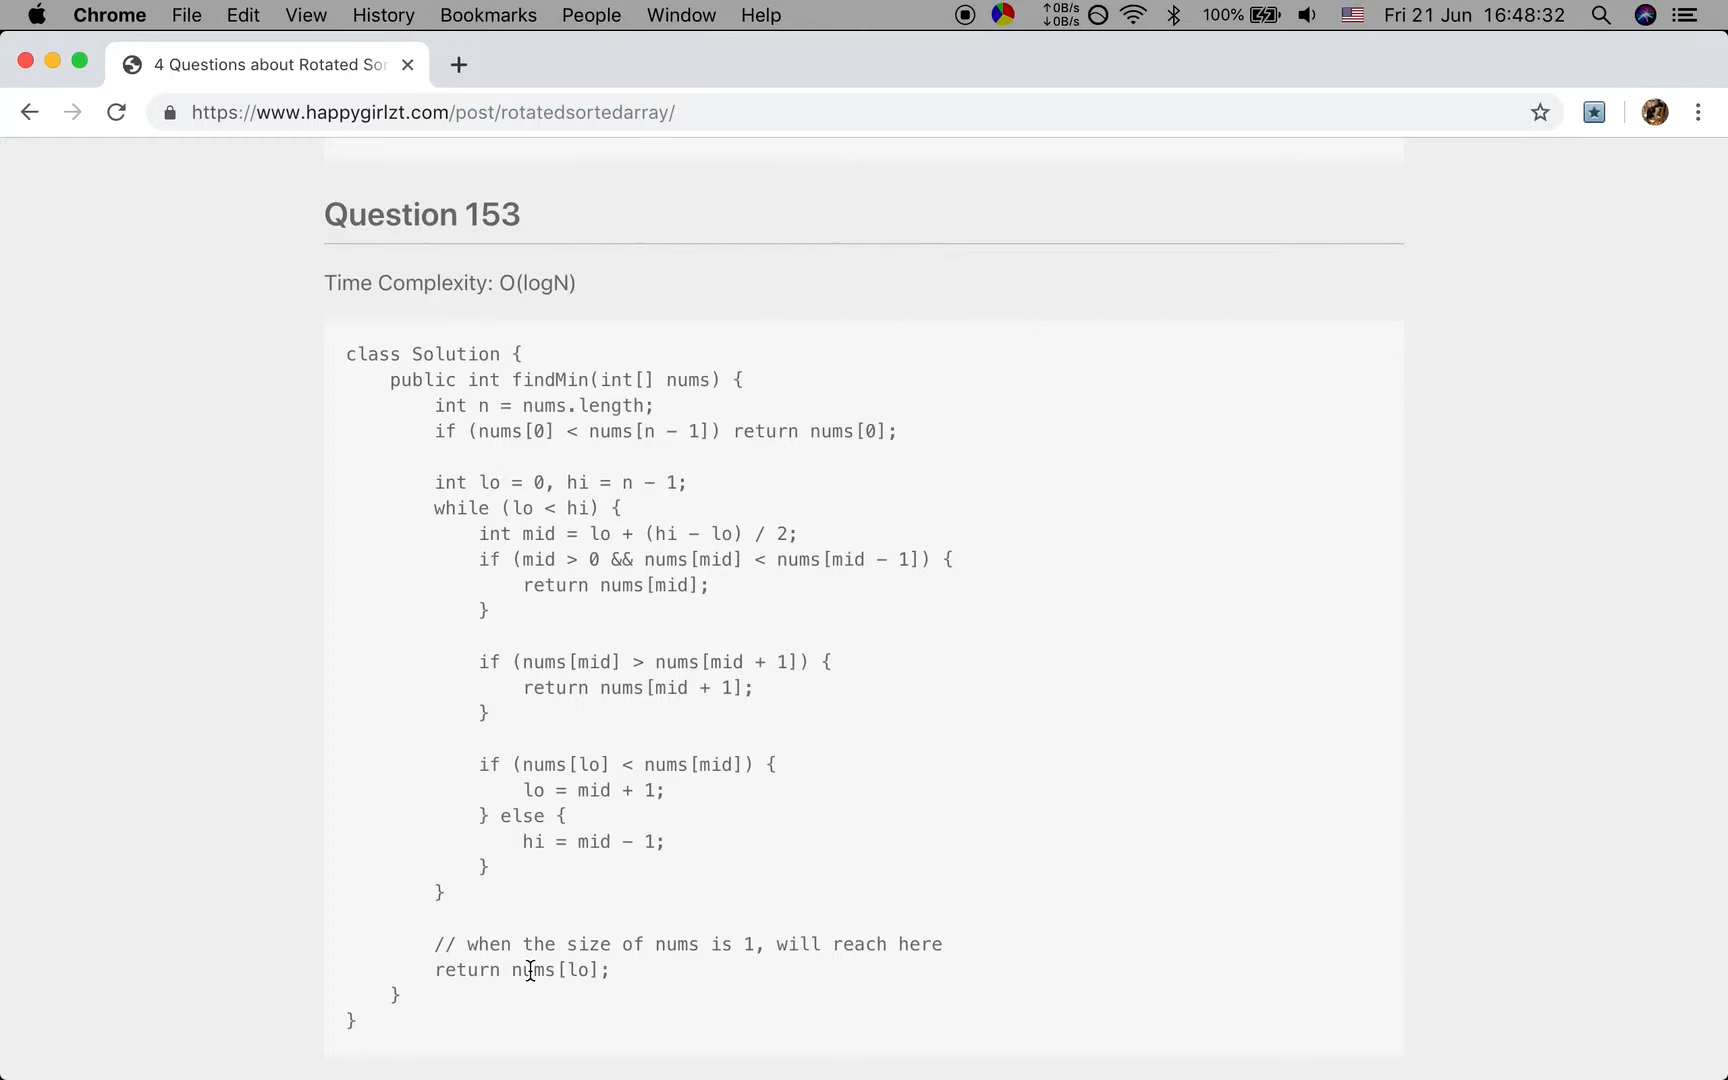 Chrome File Edit View History Bookmarks People Window Help ↑0B/s ↓0B/s 100% Fri 21 Jun 16:48:32
4 Questions about Rotated Sor
https://www.happygirlzt.com/post/rotatedsortedarray/
Question 153
Time Complexity: O(logN)
class Solution {
    public int findMin(int[] nums) {
        int n = nums.length;
        if (nums[0] < nums[n - 1]) return nums[0];
        int lo = 0, hi = n - 1;
        while (lo < hi) {
            int mid = lo + (hi - lo) / 2;
            if (mid > 0 && nums[mid] < nums[mid - 1]) {
                return nums[mid];
            }
            if (nums[mid] > nums[mid + 1]) {
                return nums[mid + 1];
            }
            if (nums[lo] < nums[mid]) {
                lo = mid + 1;
            } else {
                hi = mid - 1;
            }
        }
        // when the size of nums is 1, will reach here
        return nums[lo];
    }
}